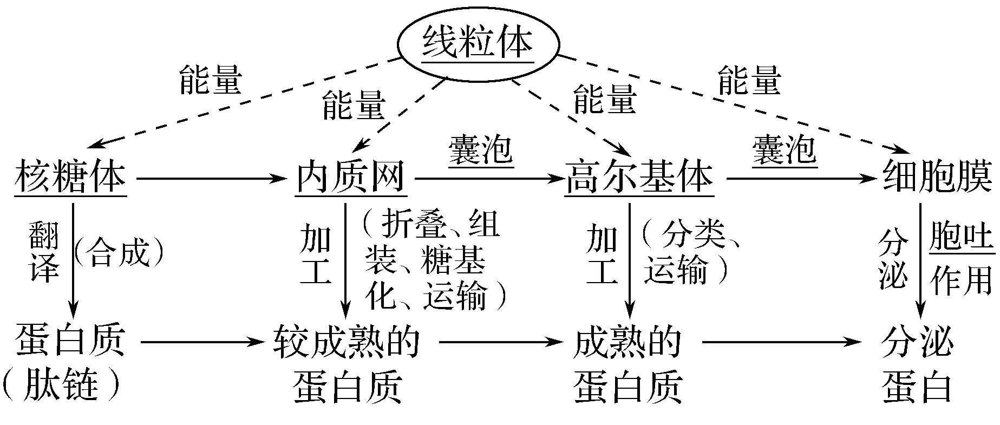 线粒体
能量
能量
能量
能量
核糖体
内质网
囊泡
高尔基体
囊泡
细胞膜
翻译
(合成)
加工
(折叠、组
装、糖基
化、运输)
加工
(分类、
运输)
分泌
胞吐
作用
蛋白质
(肽链)
较成熟的
蛋白质
成熟的
蛋白质
分泌
蛋白